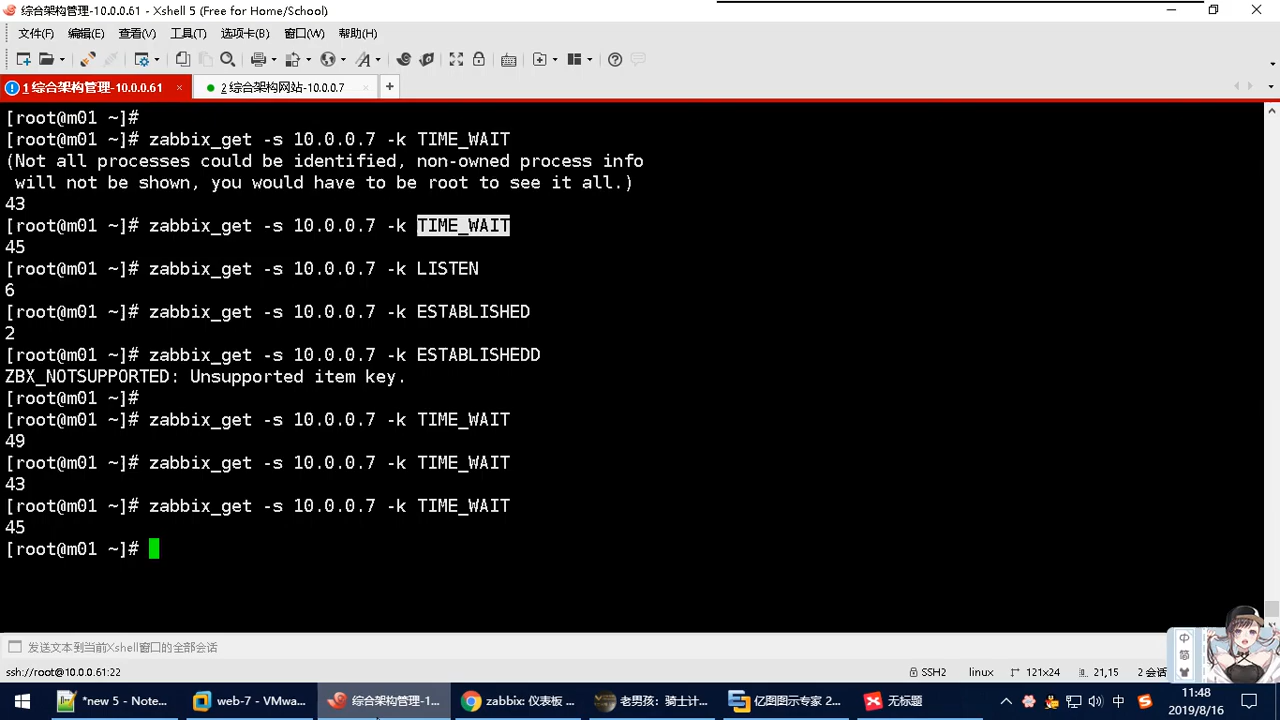 综合架构管理-10.0.0.61 - Xshell 5 (Free for Home/School)
文件(F) 编辑(E) 查看(V) 工具(T) 选项卡(B) 窗口(W) 帮助(H)
1 综合架构管理-10.0.0.61 × 2 综合架构网站-10.0.0.7 × +
[root@m01 ~]#
[root@m01 ~]# zabbix_get -s 10.0.0.7 -k TIME_WAIT
(Not all processes could be identified, non-owned process info
will not be shown, you would have to be root to see it all.)
43
[root@m01 ~]# zabbix_get -s 10.0.0.7 -k TIME_WAIT
45
[root@m01 ~]# zabbix_get -s 10.0.0.7 -k LISTEN
6
[root@m01 ~]# zabbix_get -s 10.0.0.7 -k ESTABLISHED
2
[root@m01 ~]# zabbix_get -s 10.0.0.7 -k ESTABLISHEDD
ZBX_NOTSUPPORTED: Unsupported item key.
[root@m01 ~]#
[root@m01 ~]# zabbix_get -s 10.0.0.7 -k TIME_WAIT
49
[root@m01 ~]# zabbix_get -s 10.0.0.7 -k TIME_WAIT
43
[root@m01 ~]# zabbix_get -s 10.0.0.7 -k TIME_WAIT
45
[root@m01 ~]#
发送文本到当前Xshell窗口的全部会话
中
简
ssh://root@10.0.0.61:22 SSH2 linux 121x24 21,15 2 会话
*new 5 - Note... web-7 - VMwa... 综合架构管理-1... zabbix: 仪表板 ... 老男孩: 骑士计... 亿图图示专家 2... 无标题 中 11:48
2019/8/16